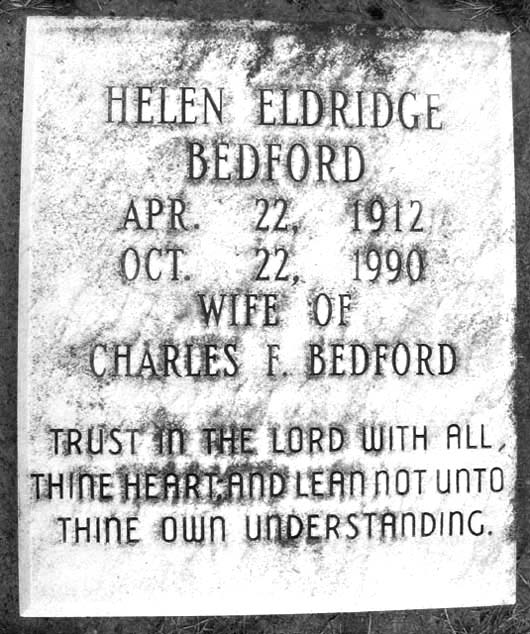 HELEN ELDRIDGE
BEDFORD
APR. 22, 1912
OCT. 22, 1990
WIFE OF
CHARLES F. BEDFORD
TRUST IN THE LORD WITH ALL,
THINE HEART; AND LEAN NOT UNTO
THINE OWN UNDERSTANDING.